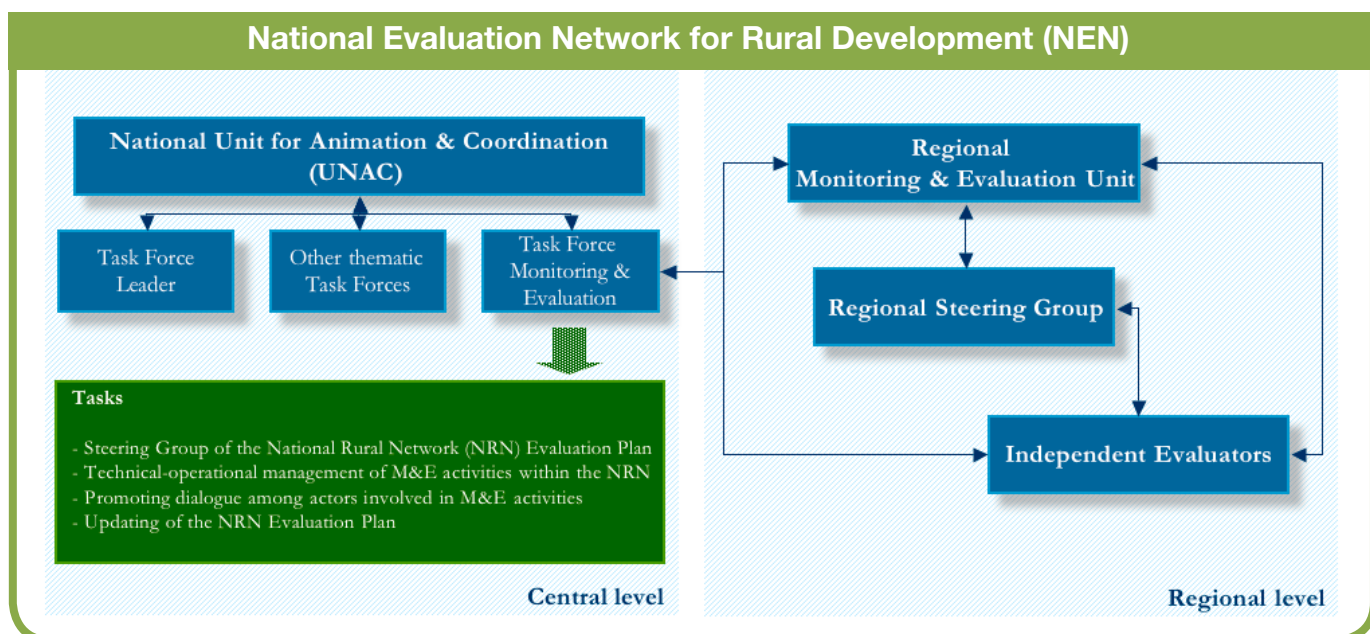 National Evaluation Network for Rural Development (NEN)
National Unit for Animation & Coordination
(UNAC)
Task Force
Leader
Other thematic
Task Forces
Task Force
Monitoring &
Evaluation
Tasks
- Steering Group of the National Rural Network (NRN) Evaluation Plan
- Technical-operational management of M&E activities within the NRN
- Promoting dialogue among actors involved in M&E activities
- Updating of the NRN Evaluation Plan
Central level
Regional
Monitoring & Evaluation Unit
Regional Steering Group
Independent Evaluators
Regional level